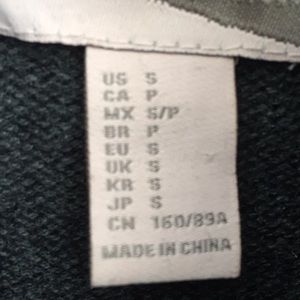 US S
CA P
MX S/P
BR P
EU S
UK S
KR S
JP S
CN 160/89A
MADE IN CHINA